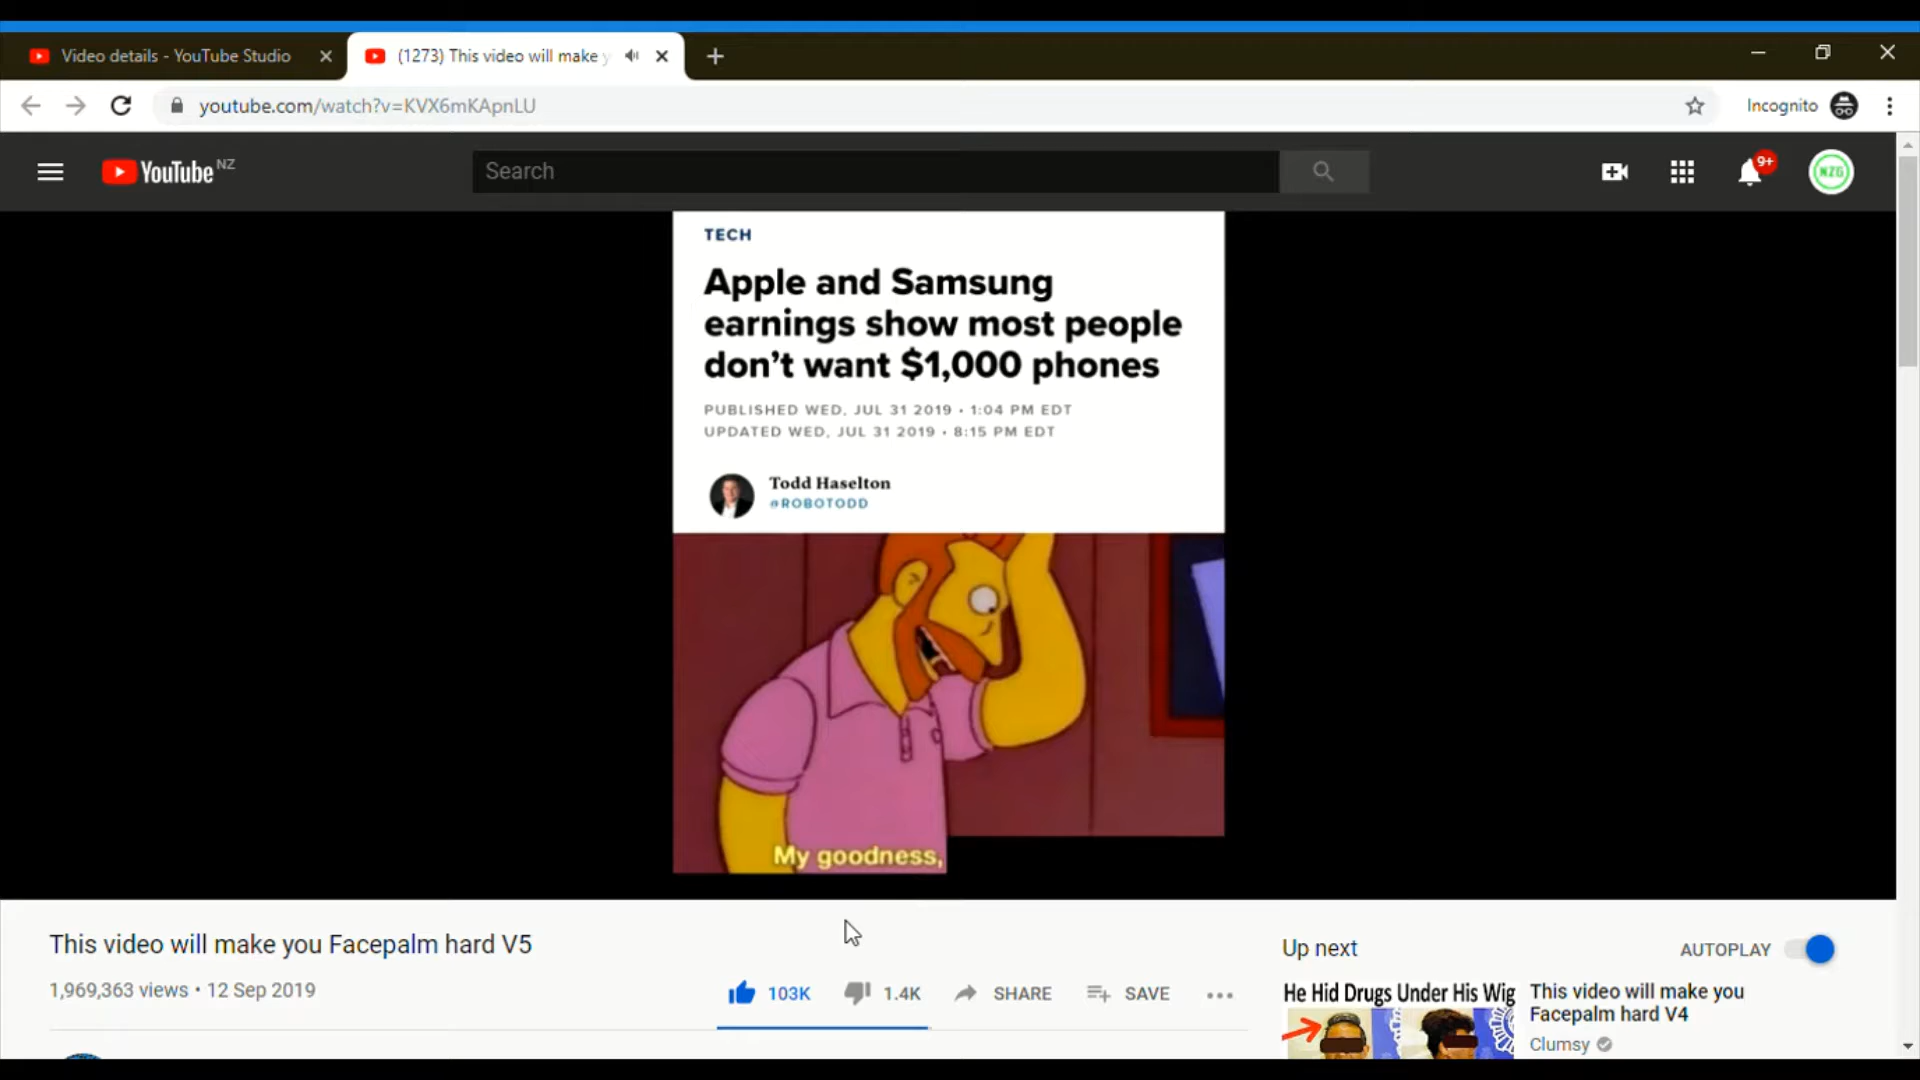 Video details - YouTube Studio
(1273) This video will make y
youtube.com/watch?v=KVX6mKApnLU
Incognito
YouTube NZ
Search
9+
NZG
TECH
Apple and Samsung
earnings show most people
don't want $1,000 phones
PUBLISHED WED, JUL 31 2019 • 1:04 PM EDT
UPDATED WED, JUL 31 2019 • 8:15 PM EDT
Todd Haselton
@ROBOTODD
My goodness,
This video will make you Facepalm hard V5
1,969,363 views • 12 Sep 2019
103K
1.4K
SHARE
SAVE
Up next
AUTOPLAY
He Hid Drugs Under His Wig
This video will make you
Facepalm hard V4
Clumsy